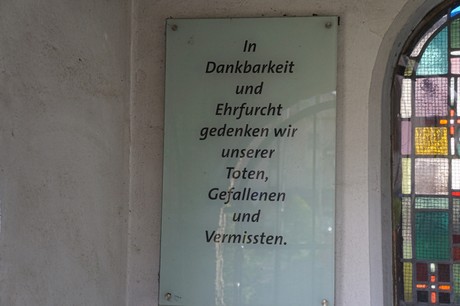 In
Dankbarkeit
und
Ehrfurcht
gedenken wir
unserer
Toten,
Gefallenen
und
Vermissten.